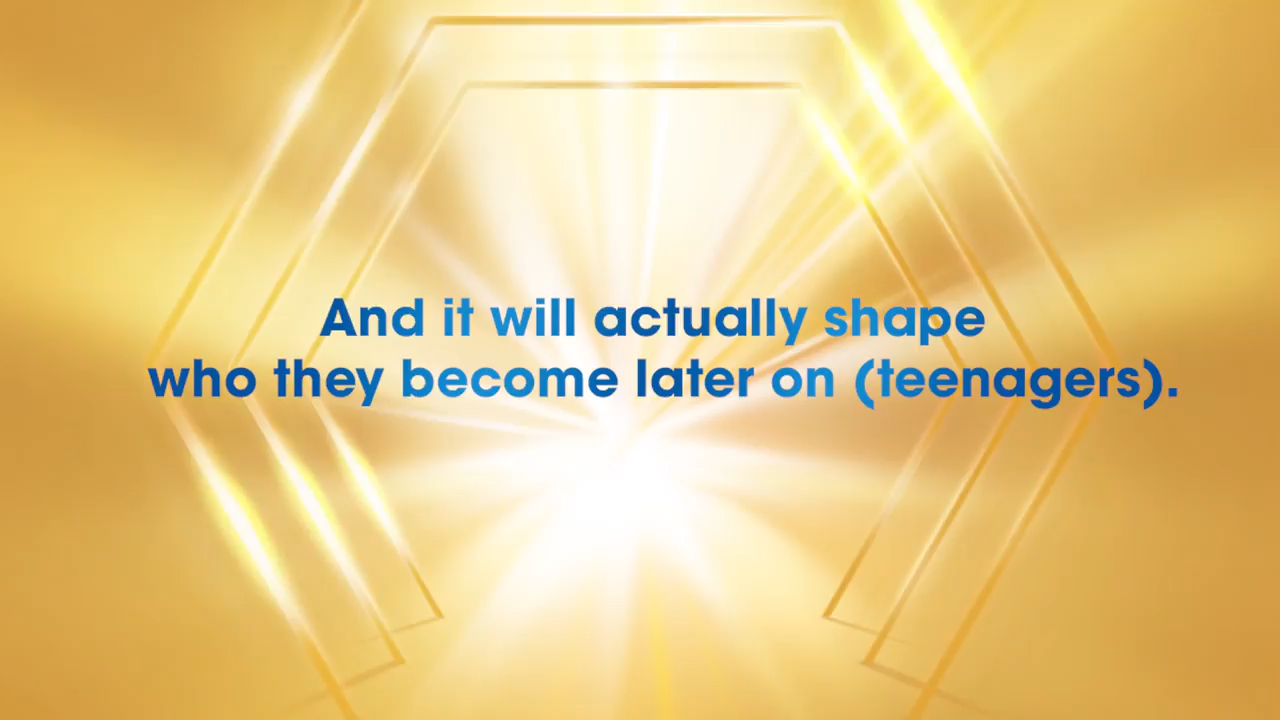 And it will actually shape
who they become later on (teenagers).